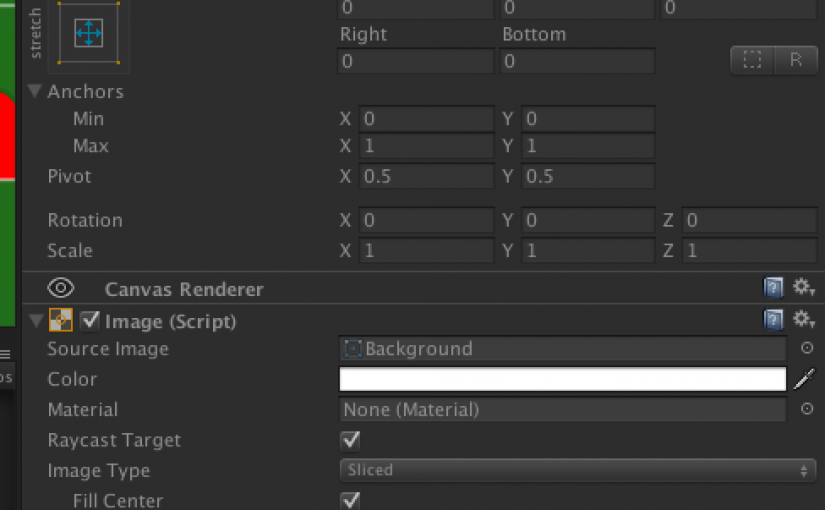 stretch
0 0 0
Right Bottom
0 0
R
Anchors
Min X 0 Y 0
Max X 1 Y 1
Pivot X 0.5 Y 0.5
Rotation X 0 Y 0 Z 0
Scale X 1 Y 1 Z 1
Canvas Renderer ?
Image (Script) ?
Source Image Background
os
Color
Material None (Material)
Raycast Target
Image Type Sliced
Fill Center